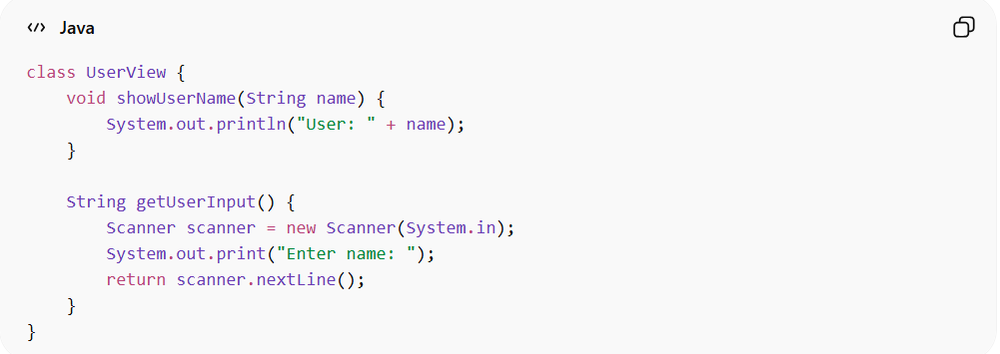 </> Java
class UserView {
    void showUserName(String name) {
        System.out.println("User: " + name);
    }

    String getUserInput() {
        Scanner scanner = new Scanner(System.in);
        System.out.print("Enter name: ");
        return scanner.nextLine();
    }
}